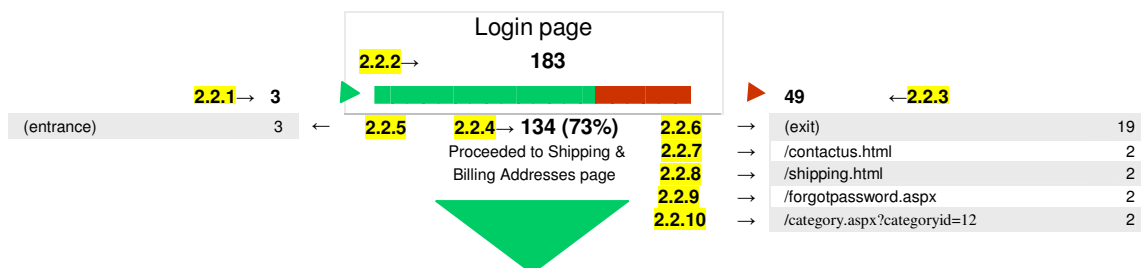 Login page
2.2.2→ 183
2.2.1→ 3
49 ←2.2.3
(entrance) 3 ← 2.2.5
2.2.4→ 134 (73%)
Proceeded to Shipping &
Billing Addresses page
2.2.6 → (exit) 19
2.2.7 → /contactus.html 2
2.2.8 → /shipping.html 2
2.2.9 → /forgotpassword.aspx 2
2.2.10 → /category.aspx?categoryid=12 2